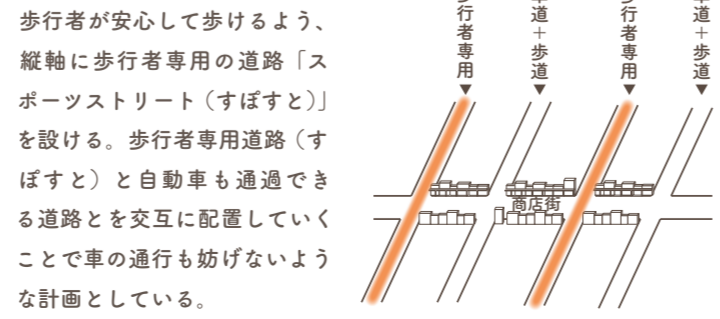 歩行者が安心して歩けるよう、
縦軸に歩行者専用の道路「ス
ポーツストリート（すぽすと）」
を設ける。歩行者専用道路（す
ぽすと）と自動車も通過でき
る道路とを交互に配置していく
ことで車の通行も妨げないよう
な計画としている。
行者専用▼
道＋歩道▼
行者専用▼
道＋歩道▼
商店街